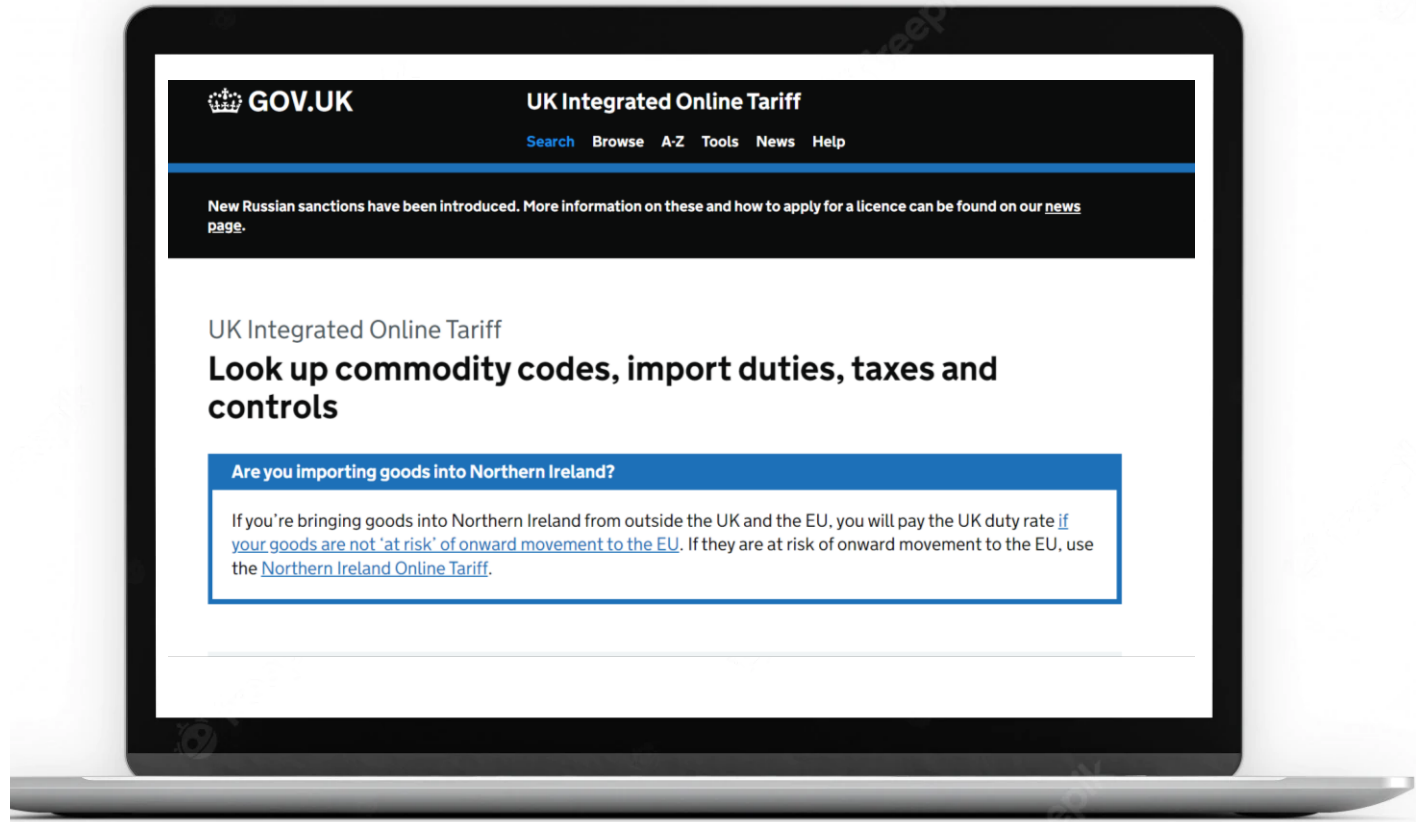 GOV.UK
UK Integrated Online Tariff
Search Browse A-Z Tools News Help
New Russian sanctions have been introduced. More information on these and how to apply for a licence can be found on our news
page.
UK Integrated Online Tariff
Look up commodity codes, import duties, taxes and
controls
Are you importing goods into Northern Ireland?
If you’re bringing goods into Northern Ireland from outside the UK and the EU, you will pay the UK duty rate if
your goods are not ‘at risk’ of onward movement to the EU. If they are at risk of onward movement to the EU, use
the Northern Ireland Online Tariff.